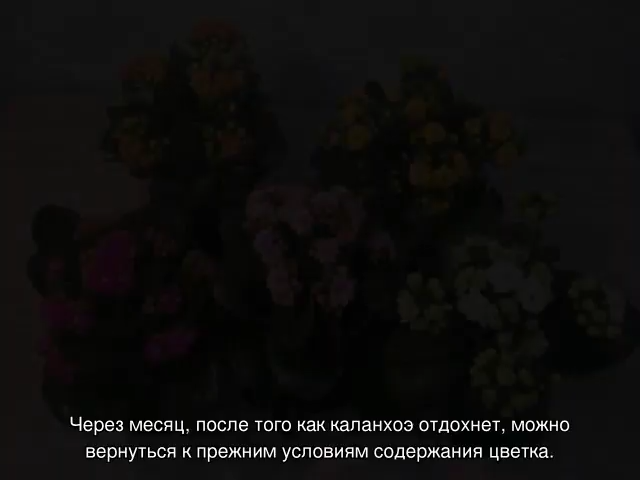 Через месяц, после того как каланхоэ отдохнет, можно
вернуться к прежним условиям содержания цветка.